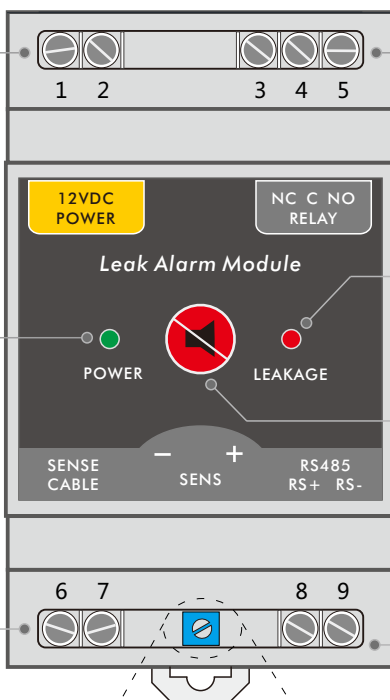 1 2 3 4 5
12VDC
POWER
NC C NO
RELAY
Leak Alarm Module
POWER
LEAKAGE
SENSE
CABLE
− +
SENS
RS485
RS+ RS-
6 7 8 9